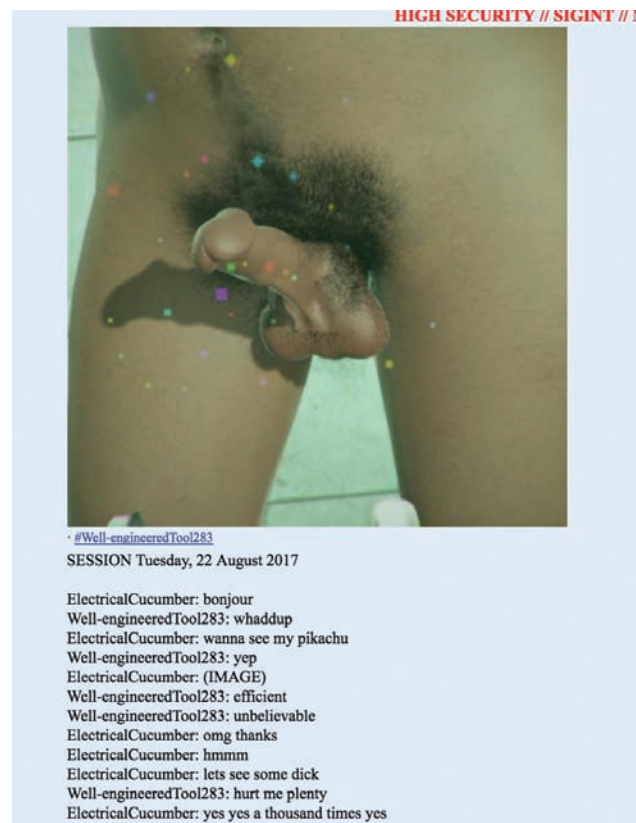 HIGH SECURITY // SIGINT //
· #Well-engineeredTool283
SESSION Tuesday, 22 August 2017
ElectricalCucumber: bonjour
Well-engineeredTool283: whaddup
ElectricalCucumber: wanna see my pikachu
Well-engineeredTool283: yep
ElectricalCucumber: (IMAGE)
Well-engineeredTool283: efficient
Well-engineeredTool283: unbelievable
ElectricalCucumber: omg thanks
ElectricalCucumber: hmmm
ElectricalCucumber: lets see some dick
Well-engineeredTool283: hurt me plenty
ElectricalCucumber: yes yes a thousand times yes